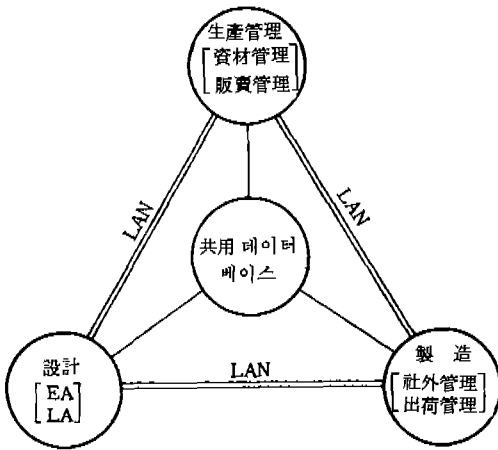 生產管理
資材管理
販賣管理
LAN
LAN
共用 데이터
베이스
設計
EA
LA
LAN
製 造
社外管理
出荷管理